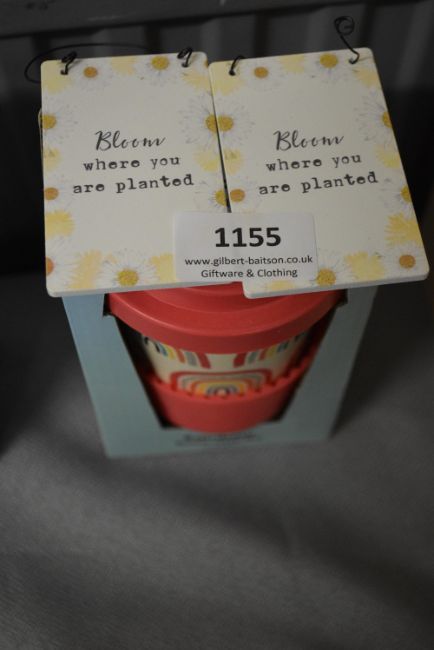 Bloom
where you
are planted
Bloom
where you
are planted
1155
www.gilbert-baitson.co.uk
Giftware & Clothing